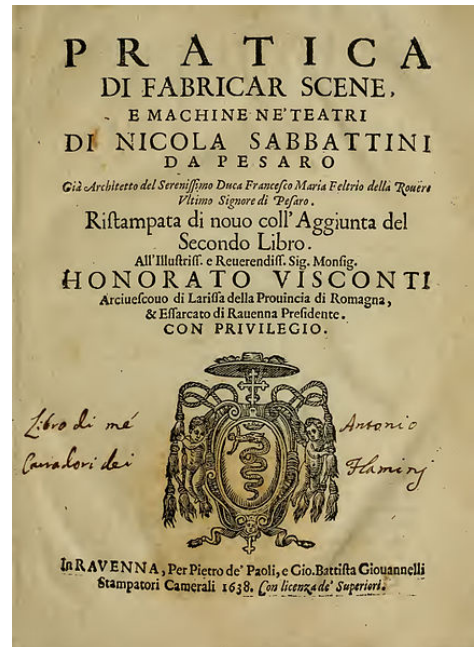 PRATICA
DI FABRICAR SCENE,
E MACHINE NE'TEATRI
DI NICOLA SABBATTINI
DA PESARO
Già Architetto del Sereniſſimo Duca Franceſco Maria Feltrio della Rouere
Vltimo Signore di Peſaro.
Riſtampata di nouo coll'Aggiunta del
Secondo Libro.
All'Illuſtriſſ. e Reuerendiſſ. Sig. Monſig.
HONORATO VISCONTI
Arciueſcouo di Lariſſa della Prouincia di Romagna,
& Eſſarcato di Rauenna Preſidente.
CON PRIVILEGIO.
Libro di mé Antonio
Carradori dei Flaminj
In RAVENNA, Per Pietro de' Paoli, e Gio. Battiſta Giouannelli
Stampatori Camerali 1638. Con licenza de' Superiori.